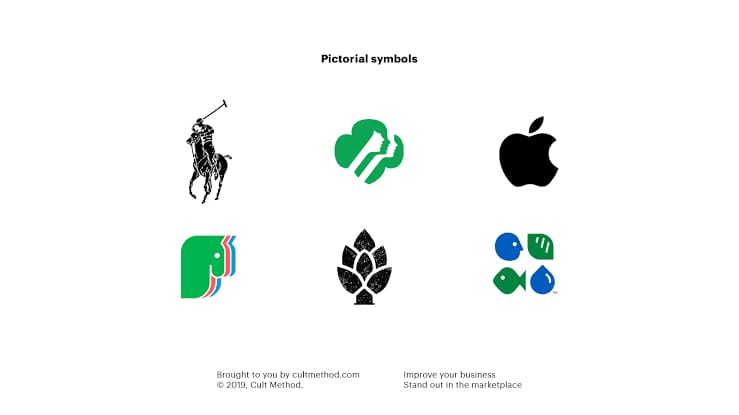 Pictorial symbols
Brought to you by cultmethod.com
© 2019, Cult Method.
Improve your business
Stand out in the marketplace